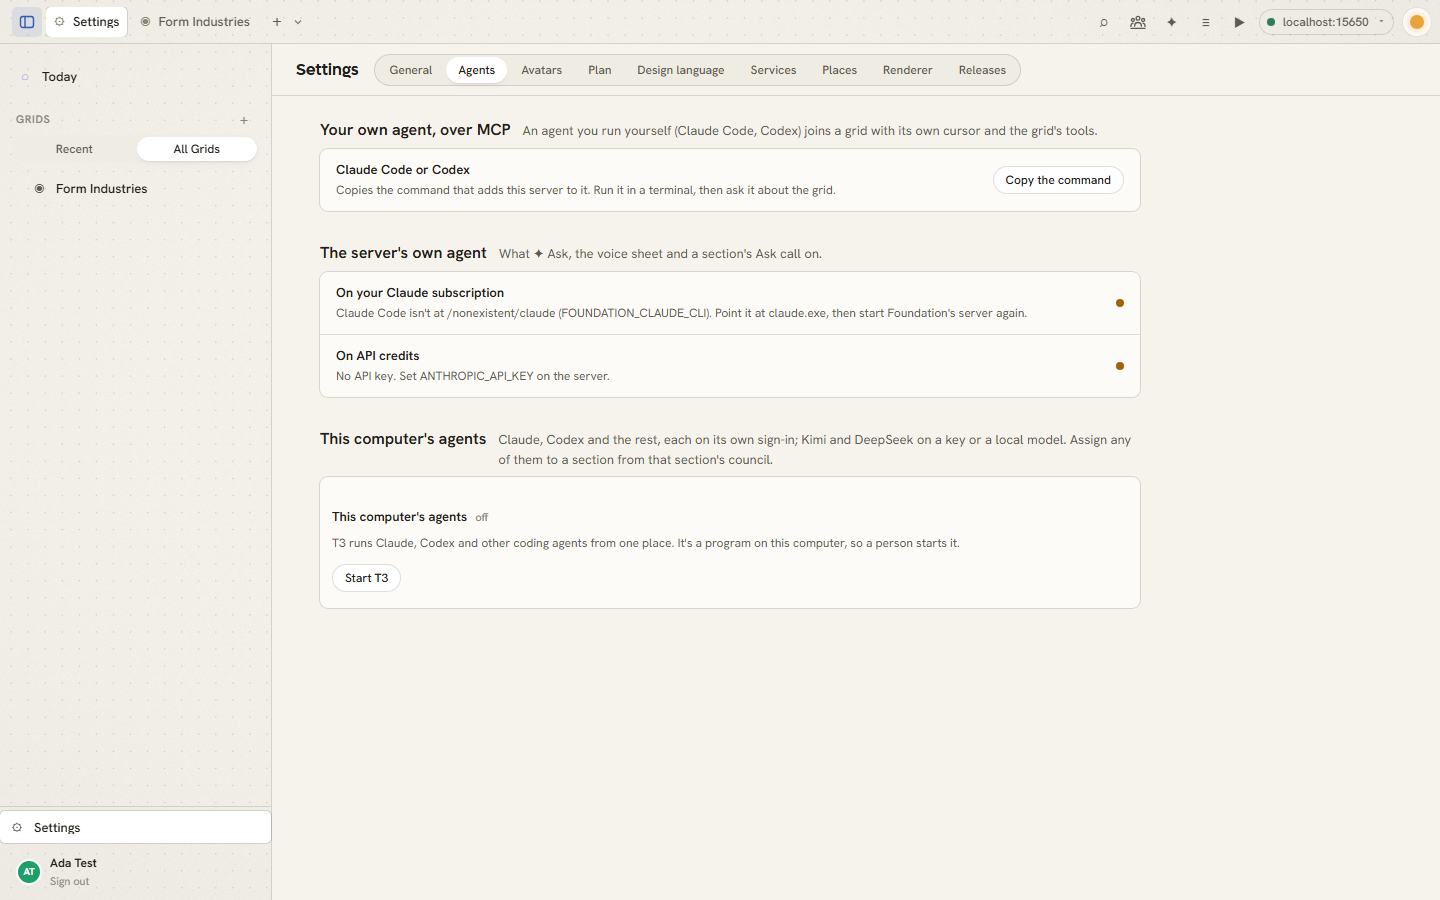 Settings
Form Industries
localhost:15650
Today
GRIDS
Recent
All Grids
Form Industries
Settings
AT
Ada Test
Sign out
Settings
General
Agents
Avatars
Plan
Design language
Services
Places
Renderer
Releases
Your own agent, over MCP An agent you run yourself (Claude Code, Codex) joins a grid with its own cursor and the grid's tools.
Claude Code or Codex
Copies the command that adds this server to it. Run it in a terminal, then ask it about the grid.
Copy the command
The server's own agent What ✦ Ask, the voice sheet and a section's Ask call on.
On your Claude subscription
Claude Code isn't at /nonexistent/claude (FOUNDATION_CLAUDE_CLI). Point it at claude.exe, then start Foundation's server again.
On API credits
No API key. Set ANTHROPIC_API_KEY on the server.
This computer's agents Claude, Codex and the rest, each on its own sign-in; Kimi and DeepSeek on a key or a local model. Assign any
of them to a section from that section's council.
This computer's agents off
T3 runs Claude, Codex and other coding agents from one place. It's a program on this computer, so a person starts it.
Start T3